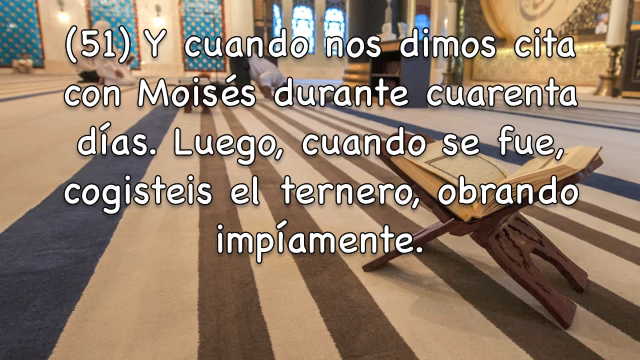 (51) Y cuando nos dimos cita
con Moisés durante cuarenta
días. Luego, cuando se fue,
cogisteis el ternero, obrando
impíamente.